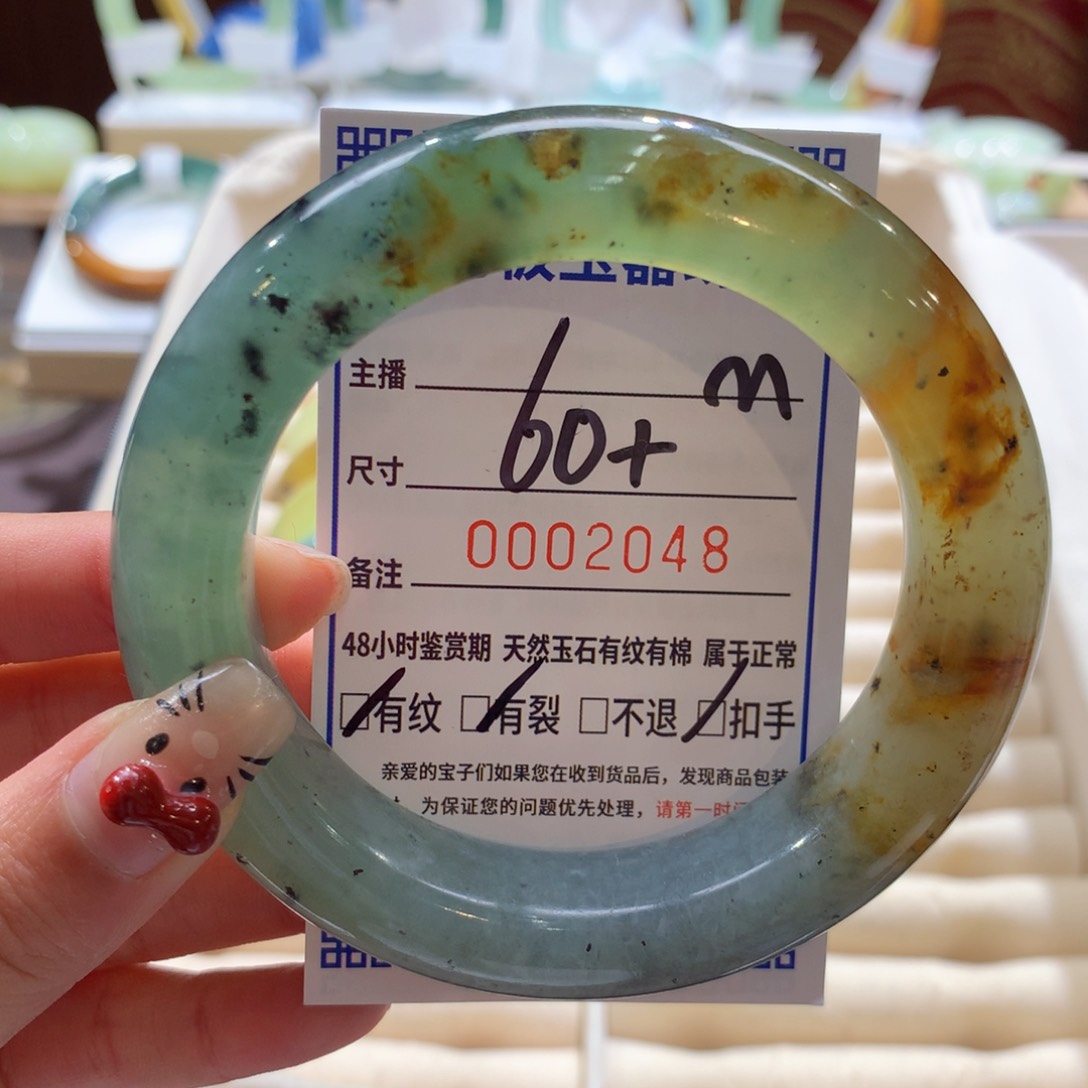 主播 m
尺寸 60+
备注 0002048
48小时鉴赏期 天然玉石有纹有棉 属于正常
□有纹 □有裂 □不退 □扣手
亲爱的宝子们如果您在收到货品后，发现商品包装
为保证您的问题优先处理，请第一时